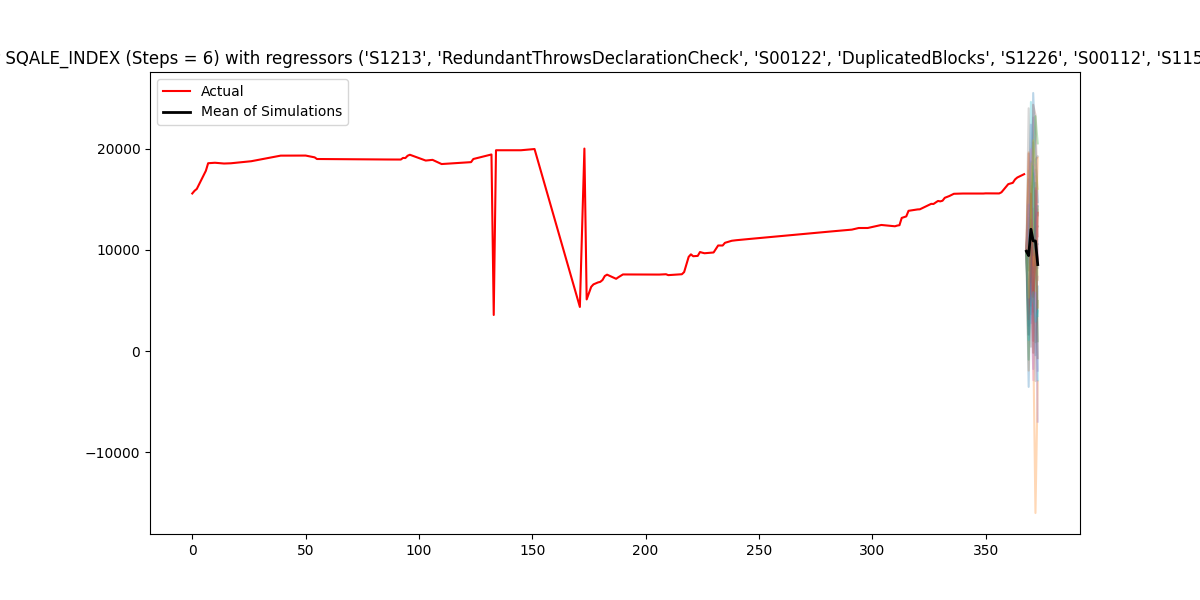 SQALE_INDEX (Steps = 6) with regressors ('S1213', 'RedundantThrowsDeclarationCheck', 'S00122', 'DuplicatedBlocks', 'S1226', 'S00112', 'S115
Actual
Mean of Simulations
20000
10000
0
−10000
0 50 100 150 200 250 300 350